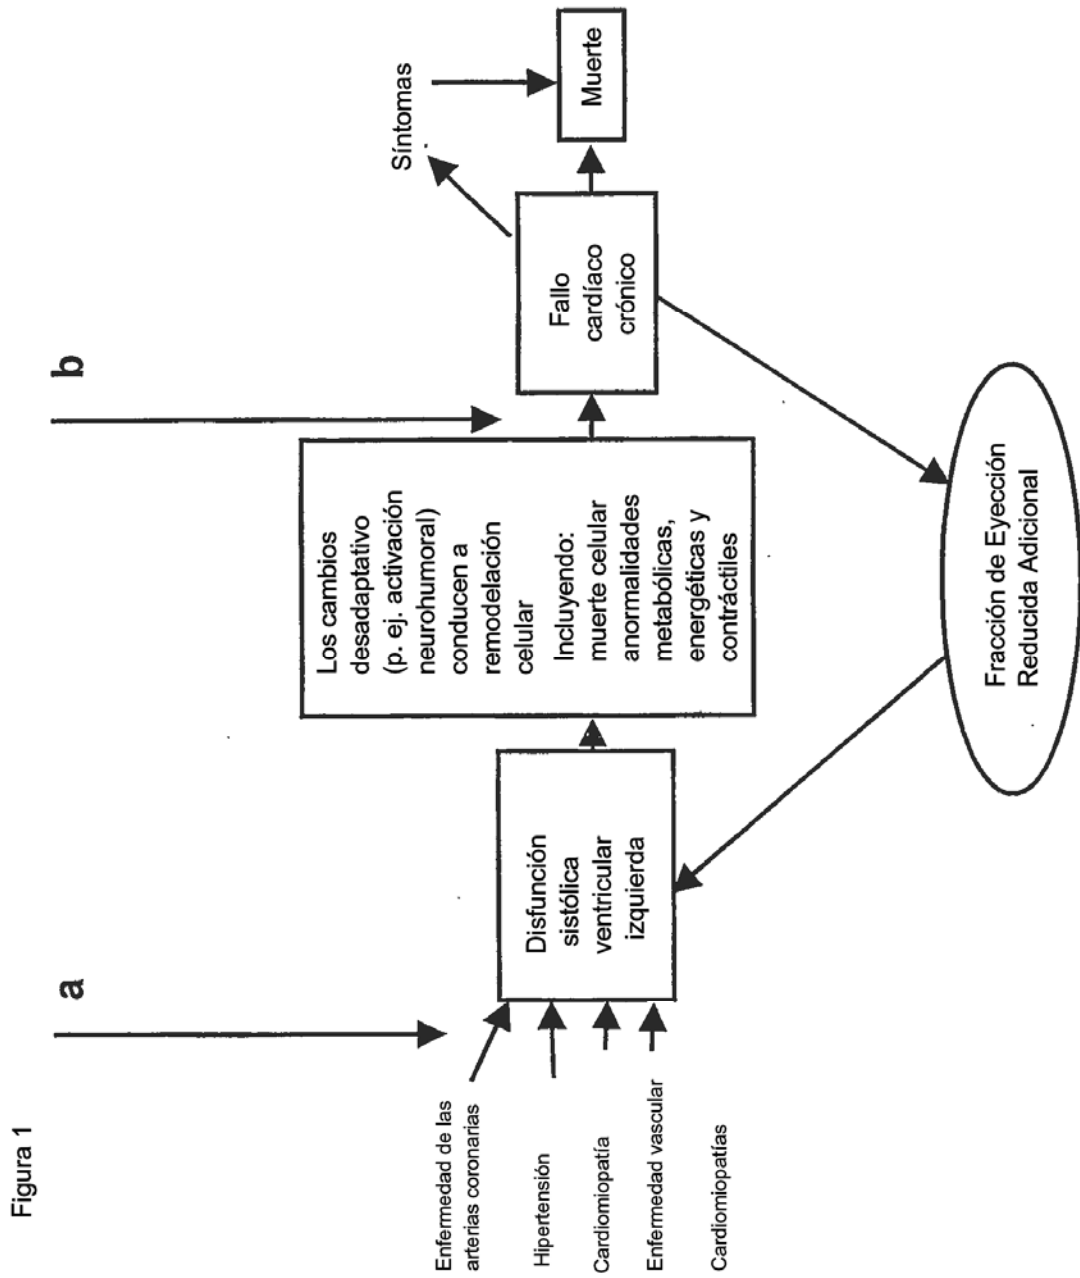 Figura 1
a
b
Enfermedad de las
arterias coronarias
Hipertensión
Cardiomiopatía
Enfermedad vascular
Cardiomiopatías
Disfunción
sistólica
ventricular
izquierda
Los cambios
desadaptativo
(p. ej. activación
neurohumoral)
conducen a
remodelación
celular
Incluyendo:
muerte celular
anormalidades
metabólicas,
energéticas y
contráctiles
Fallo
cardíaco
crónico
Síntomas
Muerte
Fracción de Eyección
Reducida Adicional